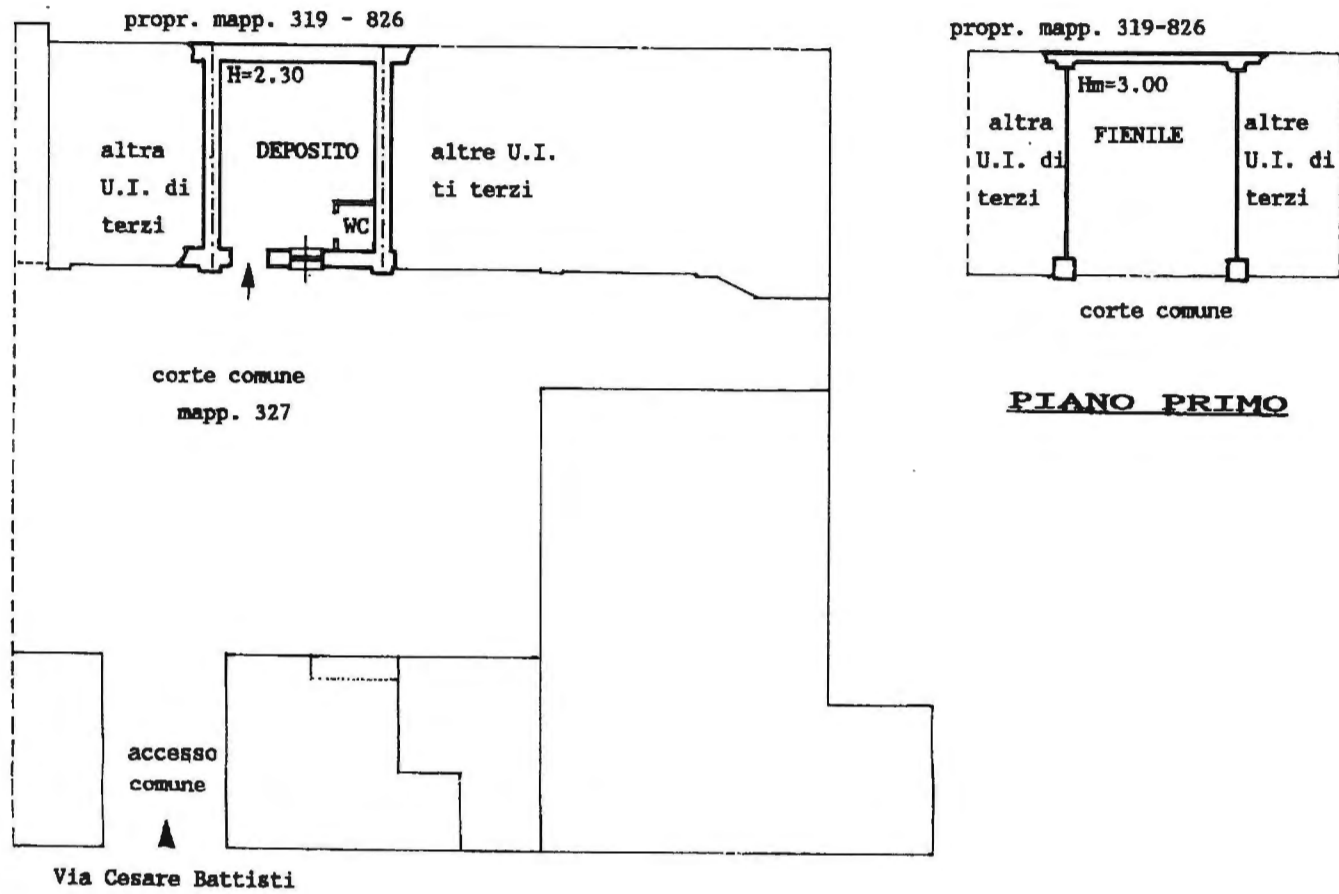 propr. mapp. 319 - 826
H=2.30
DEPOSITO
altra
U.I. di
terzi
WC
altre U.I.
ti terzi
corte comune
mapp. 327
accesso
comune
Via Cesare Battisti
propr. mapp. 319-826
Hm=3.00
FIENILE
altra
U.I. di
terzi
altre
U.I. di
terzi
corte comune
PIANO PRIMO